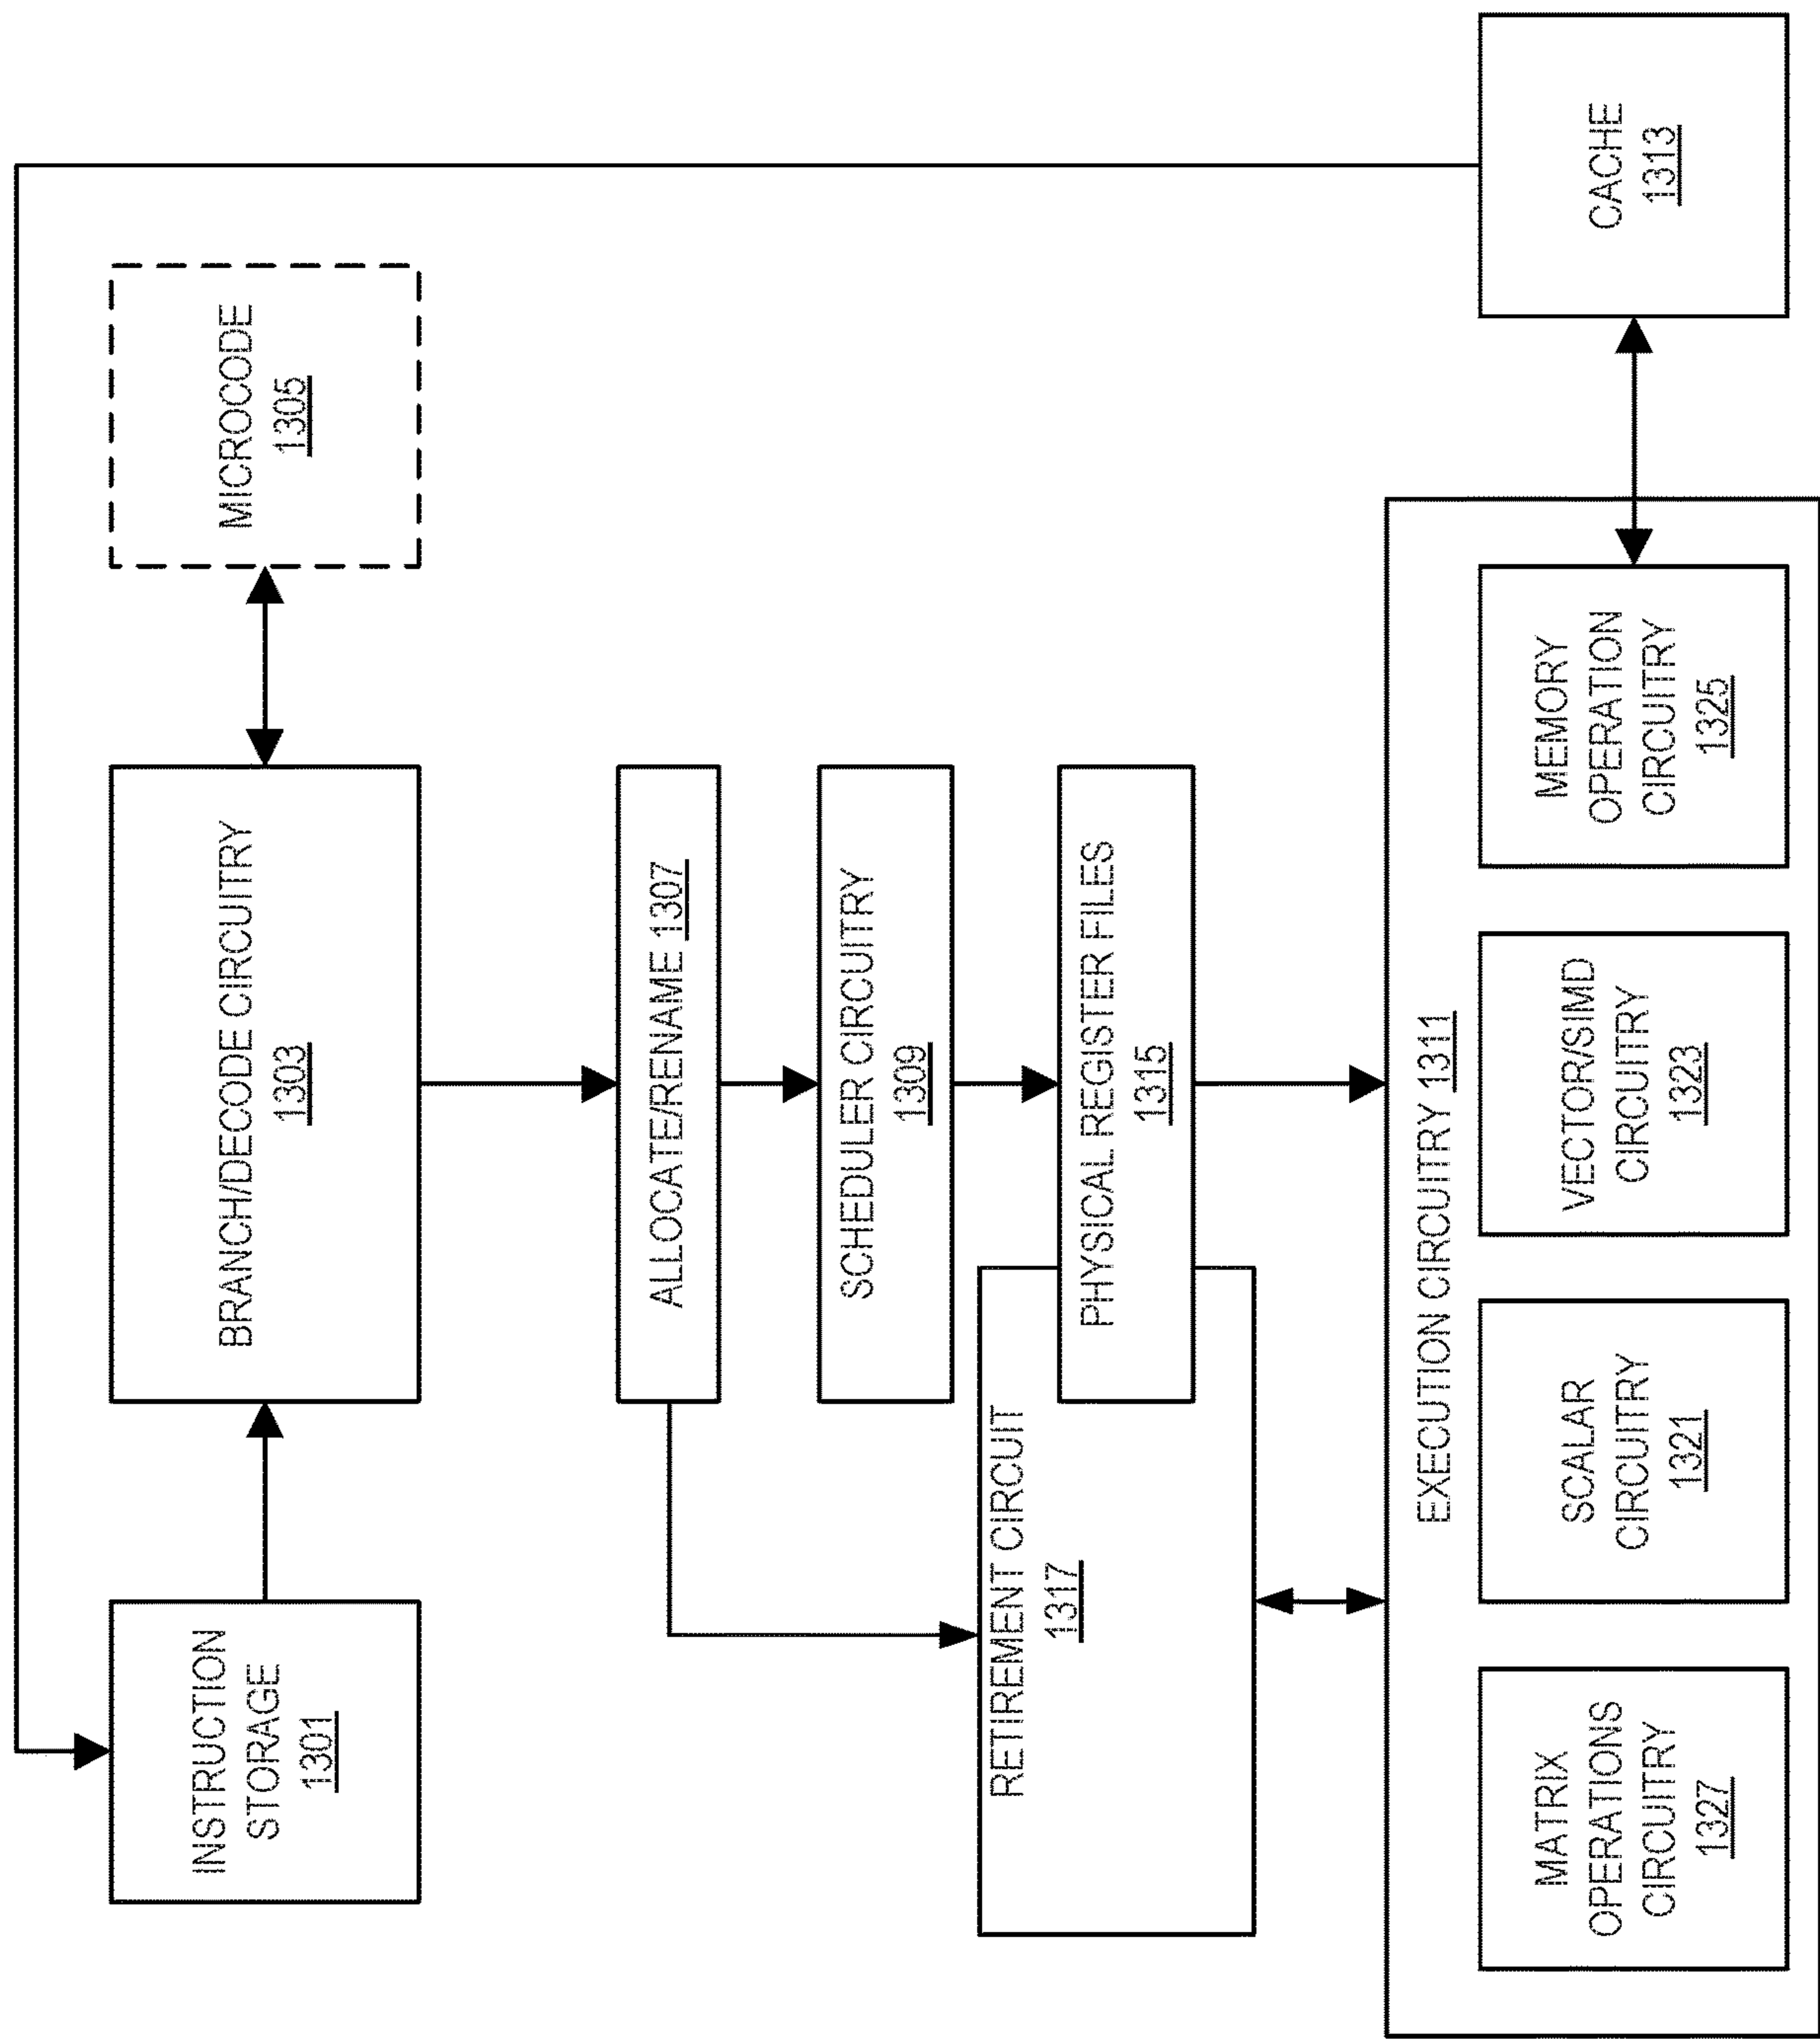 INSTRUCTION
STORAGE
1301
BRANCH/DECODE CIRCUITRY
1303
MICROCODE
1305
ALLOCATE/RENAME 1307
SCHEDULER CIRCUITRY
1309
RETIREMENT CIRCUIT
1317
PHYSICAL REGISTER FILES
1315
EXECUTION CIRCUITRY 1311
MATRIX
OPERATIONS
CIRCUITRY
1327
SCALAR
CIRCUITRY
1321
VECTOR/SIMD
CIRCUITRY
1323
MEMORY
OPERATION
CIRCUITRY
1325
CACHE
1313